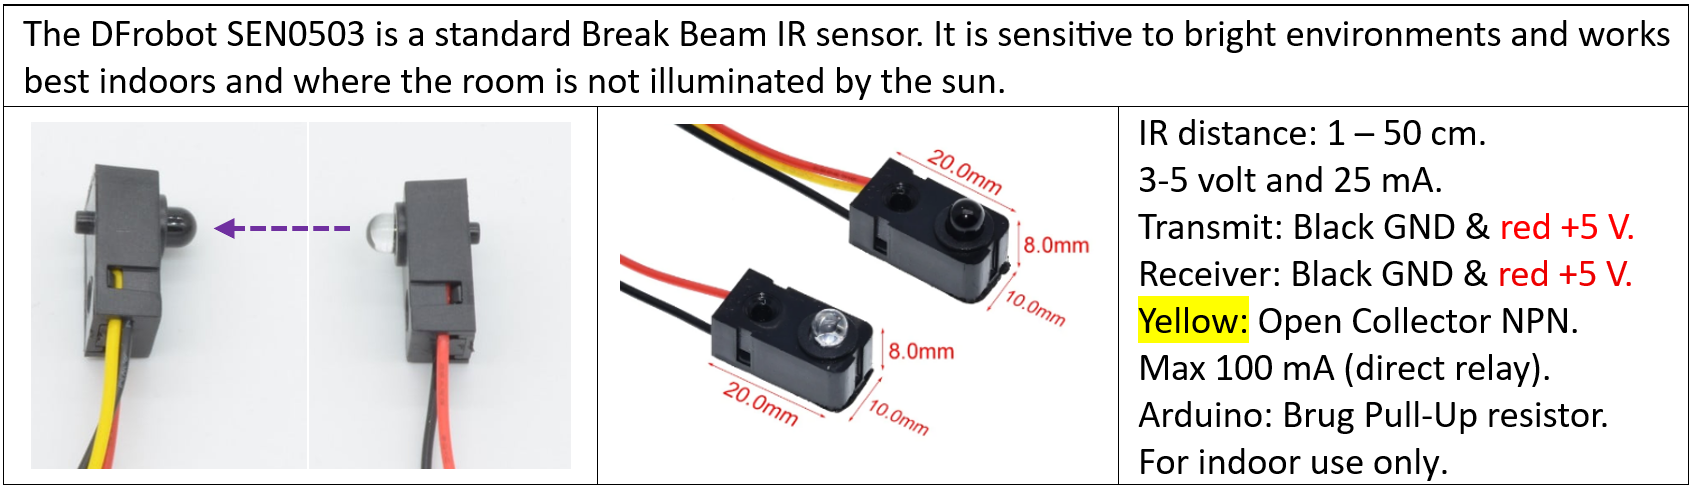 The DFrobot SEN0503 is a standard Break Beam IR sensor. It is sensitive to bright environments and works
best indoors and where the room is not illuminated by the sun.
20.0mm
8.0mm
10.0mm
8.0mm
20.0mm
10.0mm
IR distance: 1 – 50 cm.
3-5 volt and 25 mA.
Transmit: Black GND & red +5 V.
Receiver: Black GND & red +5 V.
Yellow: Open Collector NPN.
Max 100 mA (direct relay).
Arduino: Brug Pull-Up resistor.
For indoor use only.